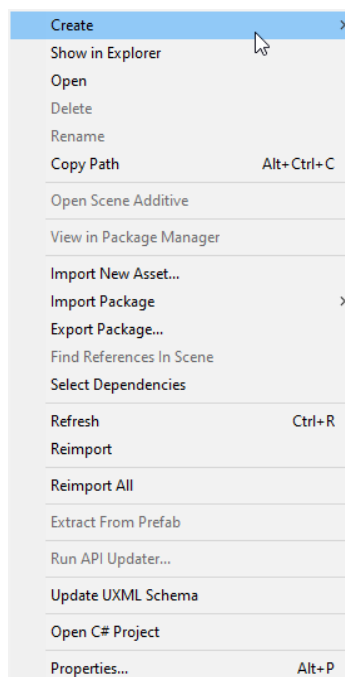 Create
Show in Explorer
Open
Delete
Rename
Copy Path Alt+Ctrl+C
Open Scene Additive
View in Package Manager
Import New Asset...
Import Package
Export Package...
Find References In Scene
Select Dependencies
Refresh Ctrl+R
Reimport
Reimport All
Extract From Prefab
Run API Updater...
Update UXML Schema
Open C# Project
Properties... Alt+P